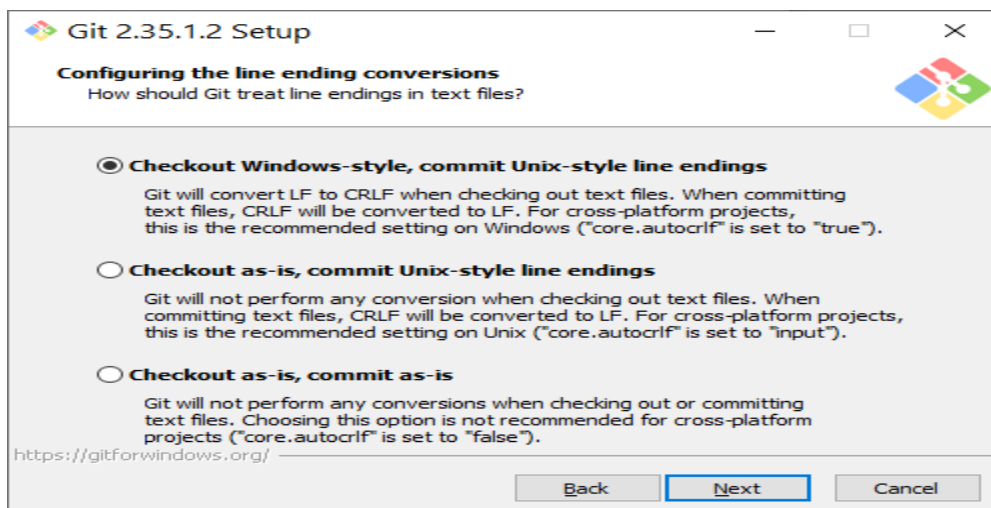 Git 2.35.1.2 Setup
Configuring the line ending conversions
How should Git treat line endings in text files?
Checkout Windows-style, commit Unix-style line endings
Git will convert LF to CRLF when checking out text files. When committing
text files, CRLF will be converted to LF. For cross-platform projects,
this is the recommended setting on Windows ("core.autocrlf" is set to "true").
Checkout as-is, commit Unix-style line endings
Git will not perform any conversion when checking out text files. When
committing text files, CRLF will be converted to LF. For cross-platform projects,
this is the recommended setting on Unix ("core.autocrlf" is set to "input").
Checkout as-is, commit as-is
Git will not perform any conversions when checking out or committing
text files. Choosing this option is not recommended for cross-platform
projects ("core.autocrlf" is set to "false").
https://gitforwindows.org/
Back Next Cancel